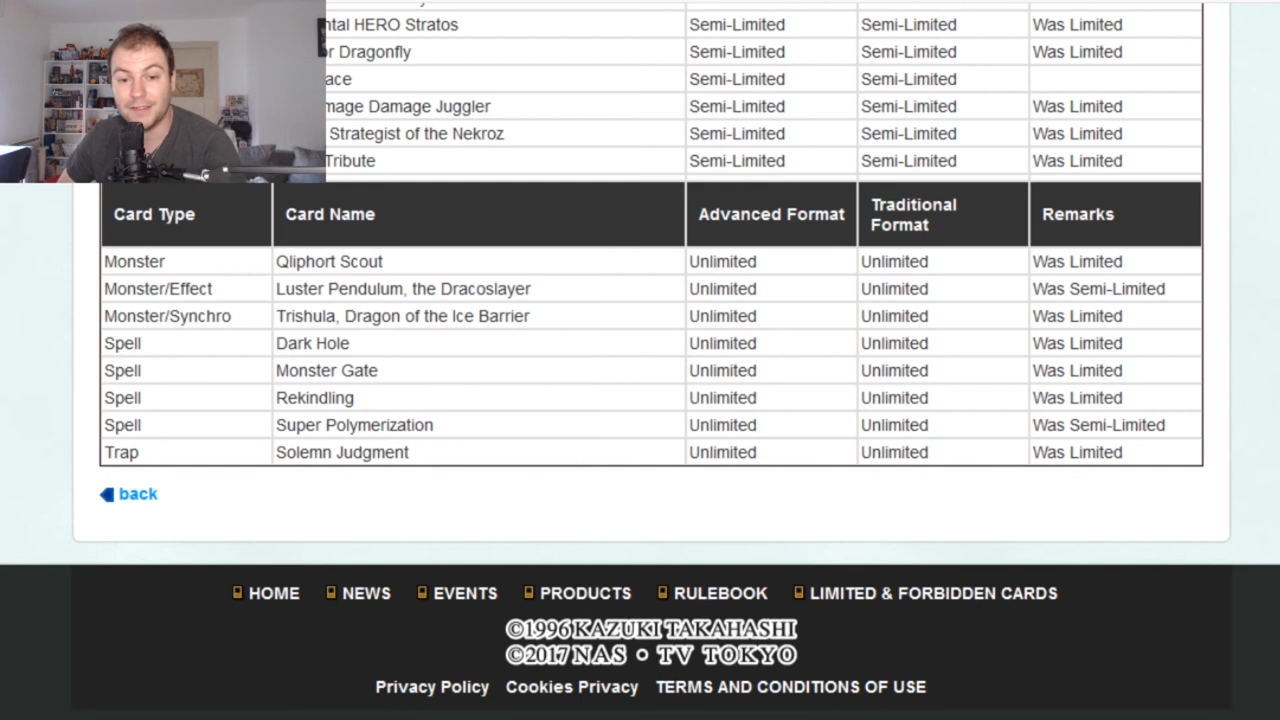 ntal HERO Stratos Semi-Limited Semi-Limited Was Limited
or Dragonfly Semi-Limited Semi-Limited Was Limited
ace Semi-Limited Semi-Limited
mage Damage Juggler Semi-Limited Semi-Limited Was Limited
Strategist of the Nekroz Semi-Limited Semi-Limited Was Limited
Tribute Semi-Limited Semi-Limited Was Limited
Card Type Card Name Advanced Format Traditional Format Remarks
Monster Qliphort Scout Unlimited Unlimited Was Limited
Monster/Effect Luster Pendulum, the Dracoslayer Unlimited Unlimited Was Semi-Limited
Monster/Synchro Trishula, Dragon of the Ice Barrier Unlimited Unlimited Was Limited
Spell Dark Hole Unlimited Unlimited Was Limited
Spell Monster Gate Unlimited Unlimited Was Limited
Spell Rekindling Unlimited Unlimited Was Limited
Spell Super Polymerization Unlimited Unlimited Was Semi-Limited
Trap Solemn Judgment Unlimited Unlimited Was Limited
back
HOME NEWS EVENTS PRODUCTS RULEBOOK LIMITED & FORBIDDEN CARDS
©1996 KAZUKI TAKAHASHI
©2017 NAS • TV TOKYO
Privacy Policy Cookies Privacy TERMS AND CONDITIONS OF USE